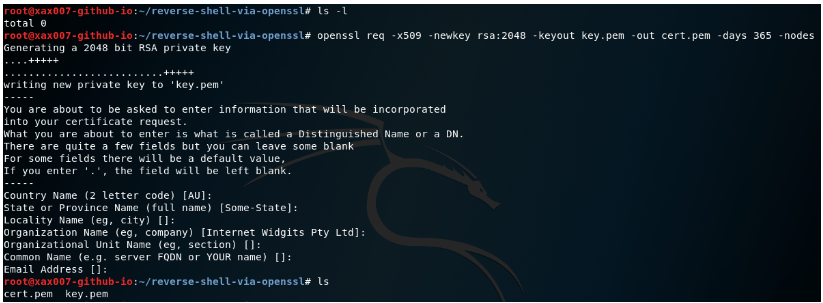 root@xax007-github-io:~/reverse-shell-via-openssl# ls -l
total 0
root@xax007-github-io:~/reverse-shell-via-openssl# openssl req -x509 -newkey rsa:2048 -keyout key.pem -out cert.pem -days 365 -nodes
Generating a 2048 bit RSA private key
....+++++
..........................+++++
writing new private key to 'key.pem'
-----
You are about to be asked to enter information that will be incorporated
into your certificate request.
What you are about to enter is what is called a Distinguished Name or a DN.
There are quite a few fields but you can leave some blank
For some fields there will be a default value,
If you enter '.', the field will be left blank.
-----
Country Name (2 letter code) [AU]:
State or Province Name (full name) [Some-State]:
Locality Name (eg, city) []:
Organization Name (eg, company) [Internet Widgits Pty Ltd]:
Organizational Unit Name (eg, section) []:
Common Name (e.g. server FQDN or YOUR name) []:
Email Address []:
root@xax007-github-io:~/reverse-shell-via-openssl# ls
cert.pem  key.pem